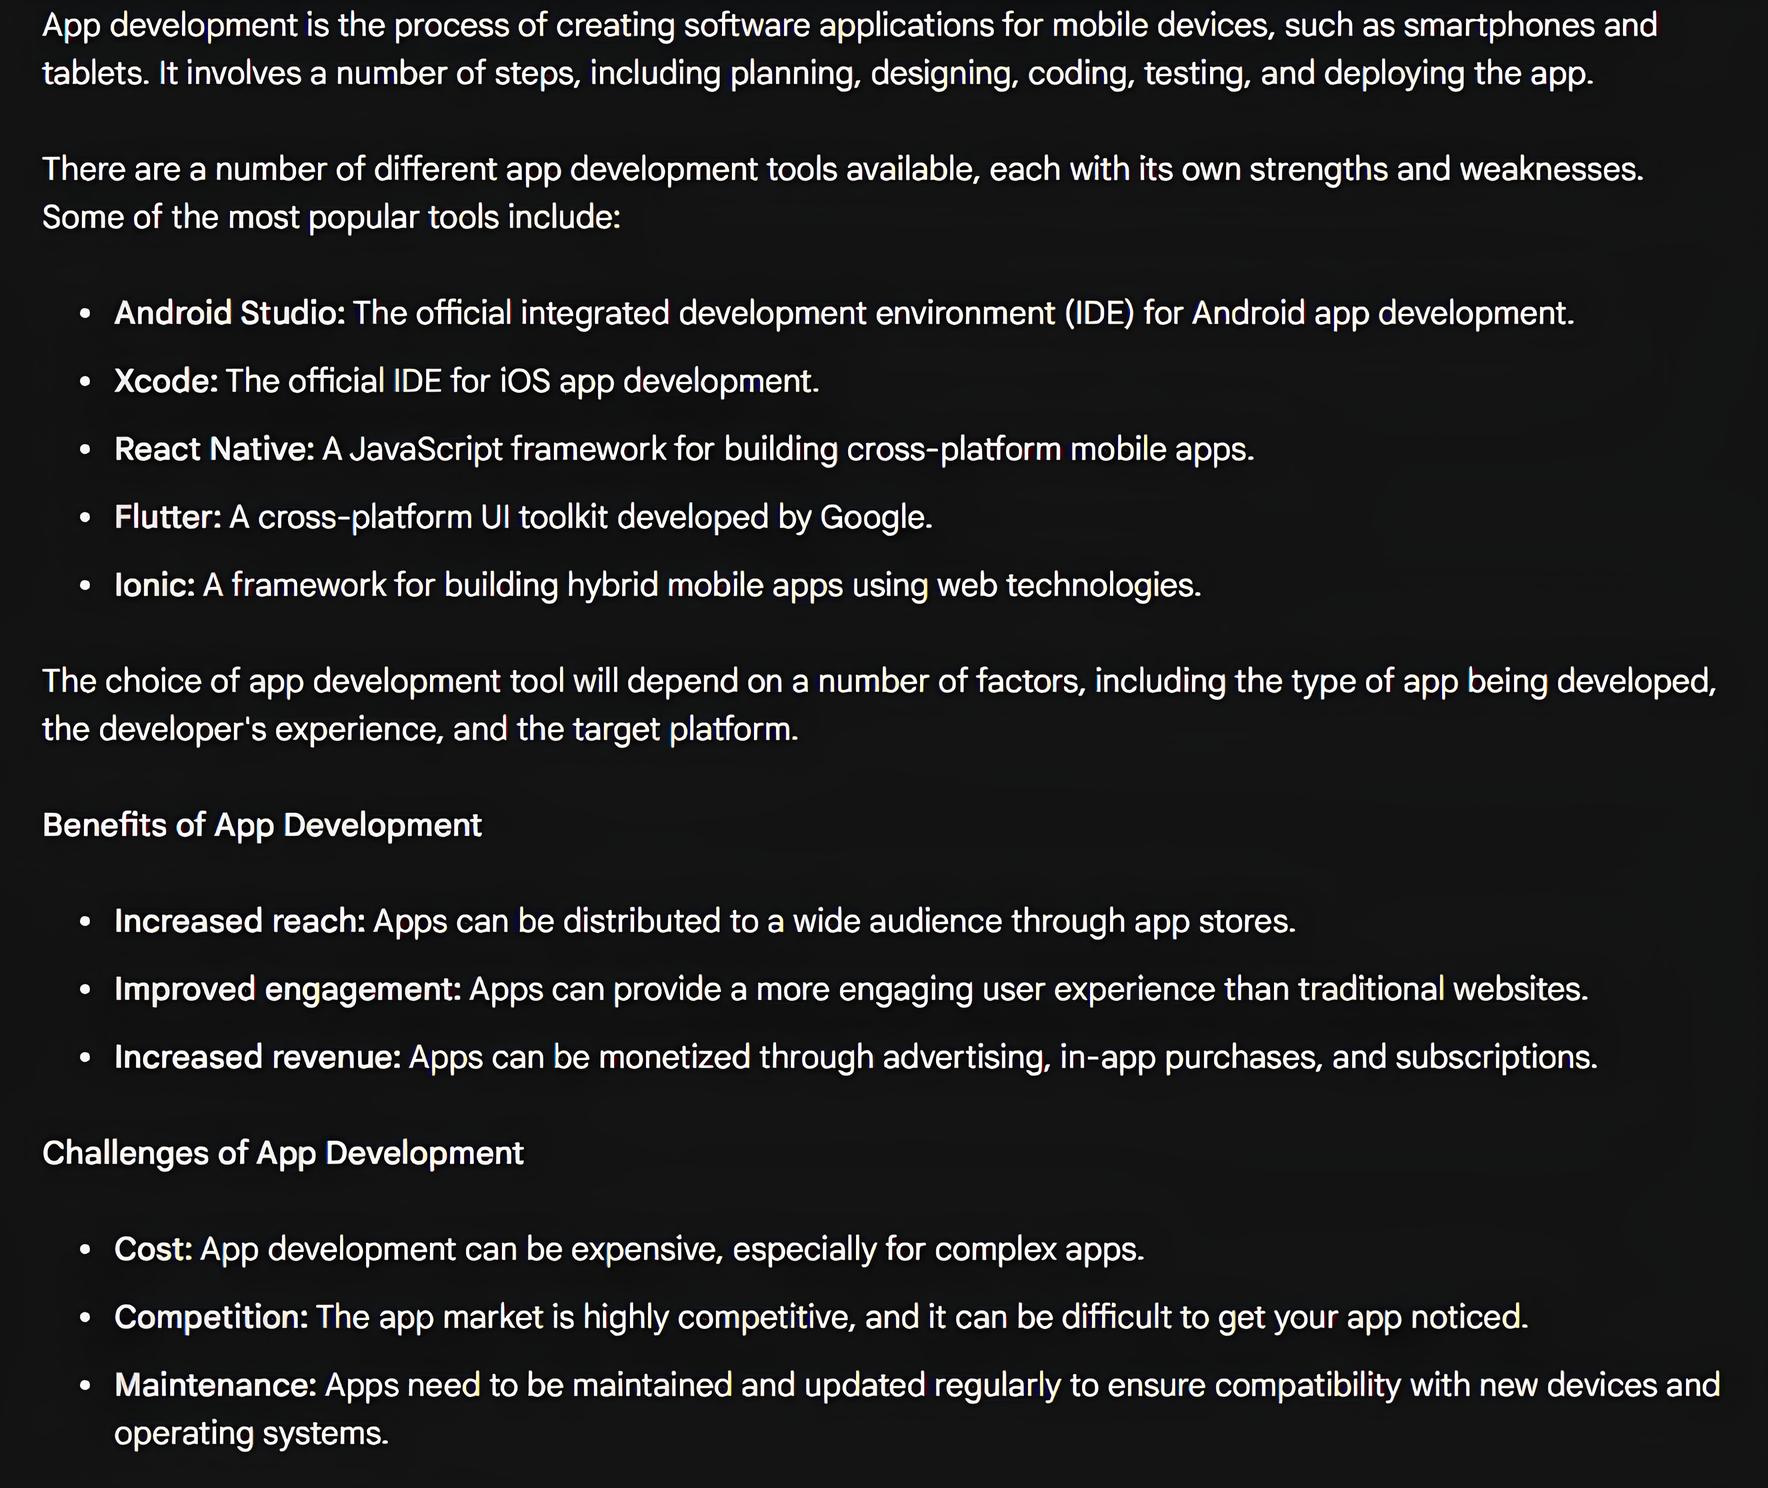 App development is the process of creating software applications for mobile devices, such as smartphones and
tablets. It involves a number of steps, including planning, designing, coding, testing, and deploying the app.
There are a number of different app development tools available, each with its own strengths and weaknesses.
Some of the most popular tools include:
• Android Studio: The official integrated development environment (IDE) for Android app development.
• Xcode: The official IDE for iOS app development.
• React Native: A JavaScript framework for building cross-platform mobile apps.
• Flutter: A cross-platform UI toolkit developed by Google.
• Ionic: A framework for building hybrid mobile apps using web technologies.
The choice of app development tool will depend on a number of factors, including the type of app being developed,
the developer's experience, and the target platform.
Benefits of App Development
• Increased reach: Apps can be distributed to a wide audience through app stores.
• Improved engagement: Apps can provide a more engaging user experience than traditional websites.
• Increased revenue: Apps can be monetized through advertising, in-app purchases, and subscriptions.
Challenges of App Development
• Cost: App development can be expensive, especially for complex apps.
• Competition: The app market is highly competitive, and it can be difficult to get your app noticed.
• Maintenance: Apps need to be maintained and updated regularly to ensure compatibility with new devices and
operating systems.